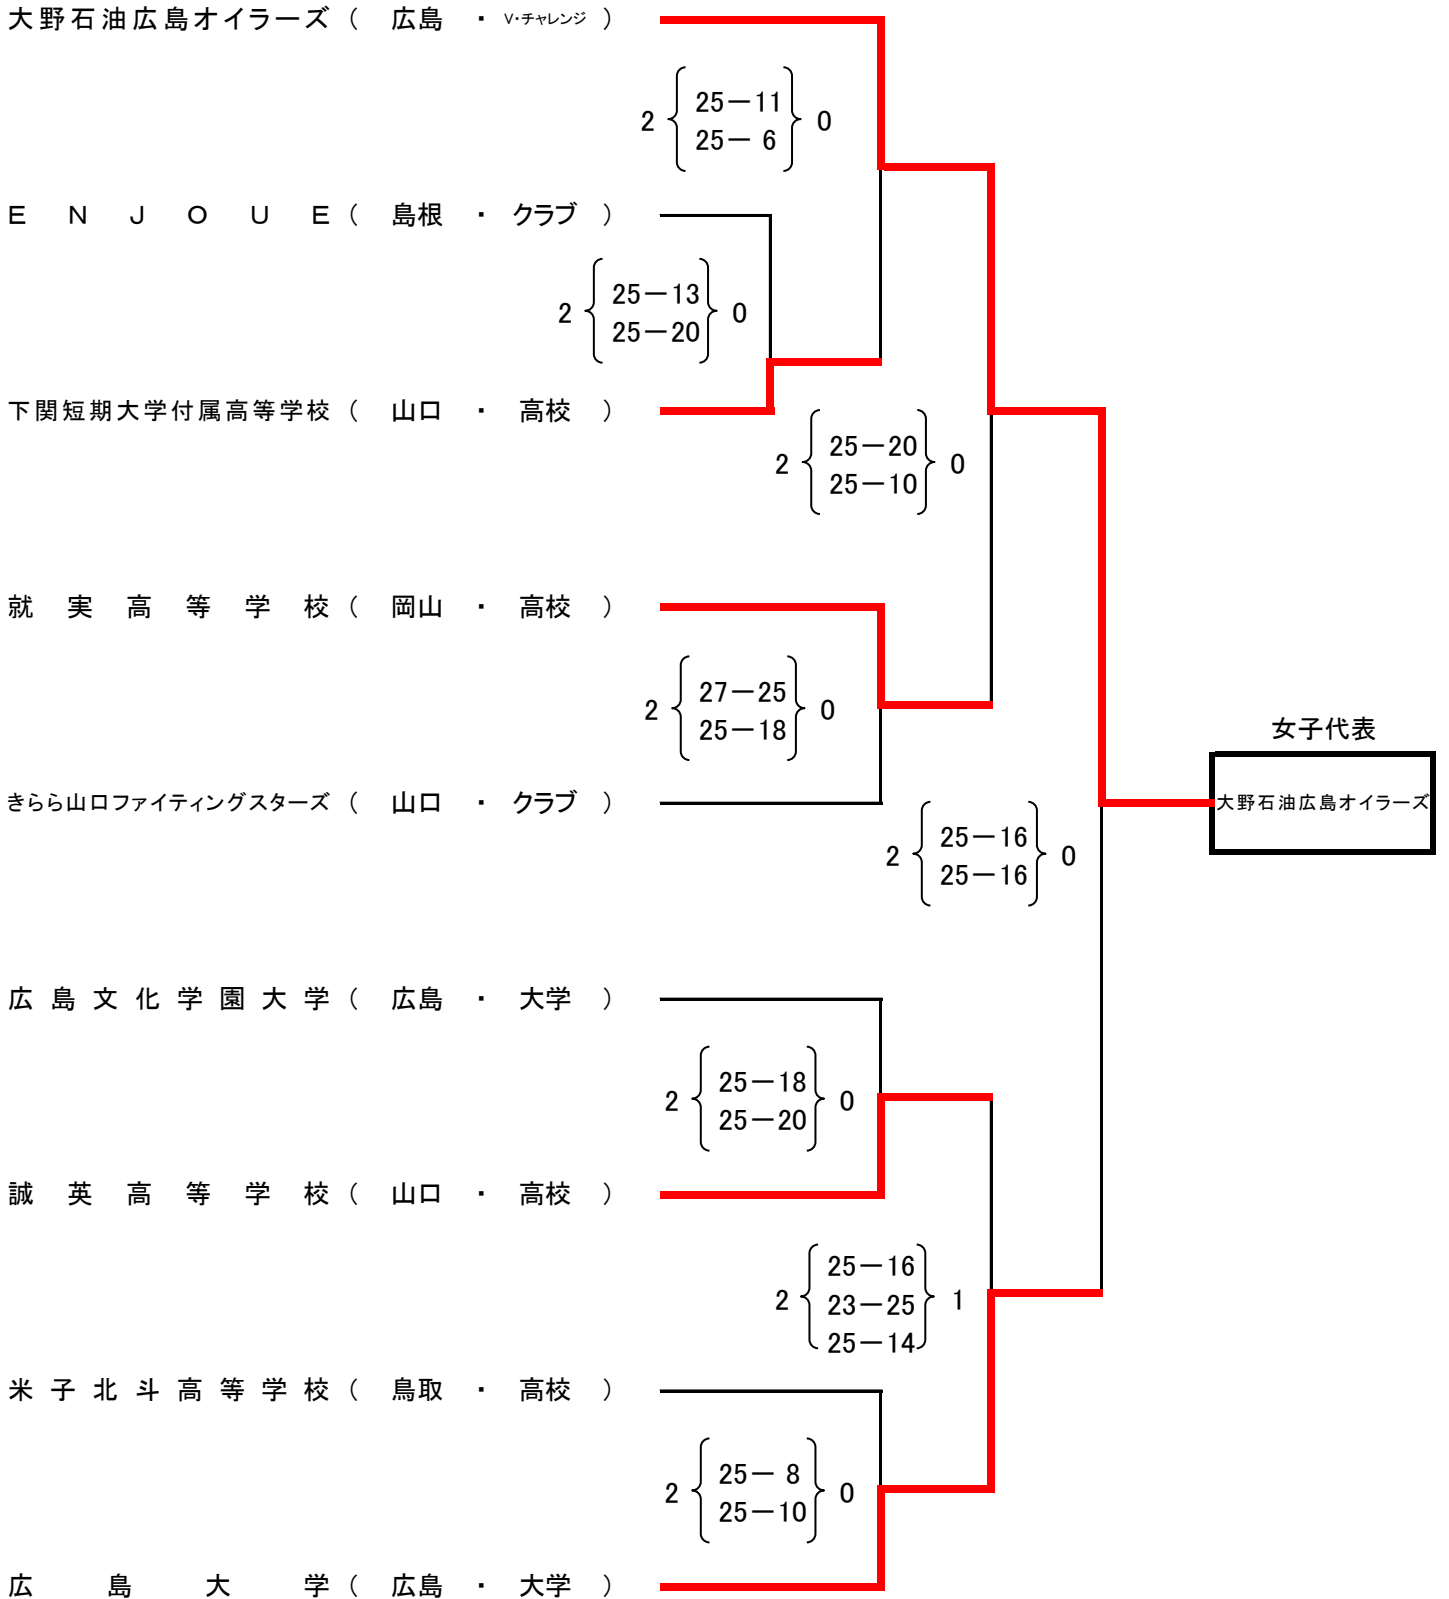 大野石油広島オイラーズ ( 広島 ・ V・チャレンジ )
2 { 25－11 } 0
25－ 6
E N J O U E ( 島根 ・ クラブ )
2 { 25－13 } 0
25－20
下関短期大学付属高等学校 ( 山口 ・ 高校 )
2 { 25－20 } 0
25－10
就実高等学校 ( 岡山 ・ 高校 )
2 { 27－25 } 0
25－18
女子代表
きらら山口ファイティングスターズ ( 山口 ・ クラブ )
大野石油広島オイラーズ
2 { 25－16 } 0
25－16
広島文化学園大学 ( 広島 ・ 大学 )
2 { 25－18 } 0
25－20
誠英高等学校 ( 山口 ・ 高校 )
2 { 25－16 } 1
23－25
25－14
米子北斗高等学校 ( 鳥取 ・ 高校 )
2 { 25－ 8 } 0
25－10
広島大学 ( 広島 ・ 大学 )